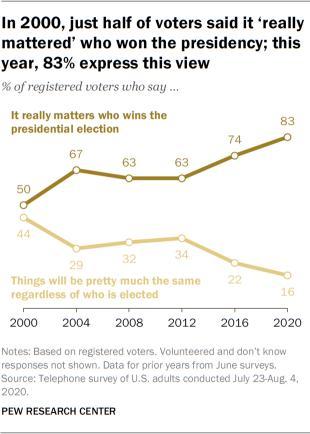 In 2000, just half of voters said it ‘really
mattered’ who won the presidency; this
year, 83% express this view
% of registered voters who say ...
It really matters who wins the
presidential election
83
74
67
63
63
50
44
29
32
34
22
16
Things will be pretty much the same
regardless of who is elected
2000 2004 2008 2012 2016 2020
Notes: Based on registered voters. Volunteered and don’t know
responses not shown. Data for prior years from June surveys.
Source: Telephone survey of U.S. adults conducted July 23-Aug. 4,
2020.
PEW RESEARCH CENTER